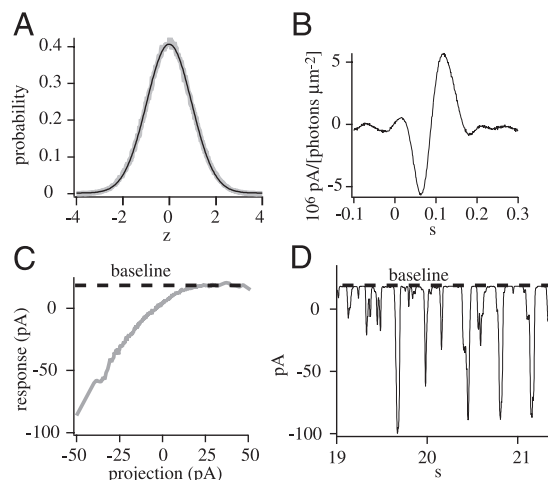 A
0.4
0.3
0.2
0.1
0
probability
-4
-2
0
2
4
z
B
5
0
-5
10⁶ pA/[photons µm⁻²]
-0.1
0
0.1
0.2
0.3
s
C
baseline
0
-50
-100
response (pA)
-50
-25
0
25
50
projection (pA)
D
baseline
0
-50
-100
pA
19
20
21
s